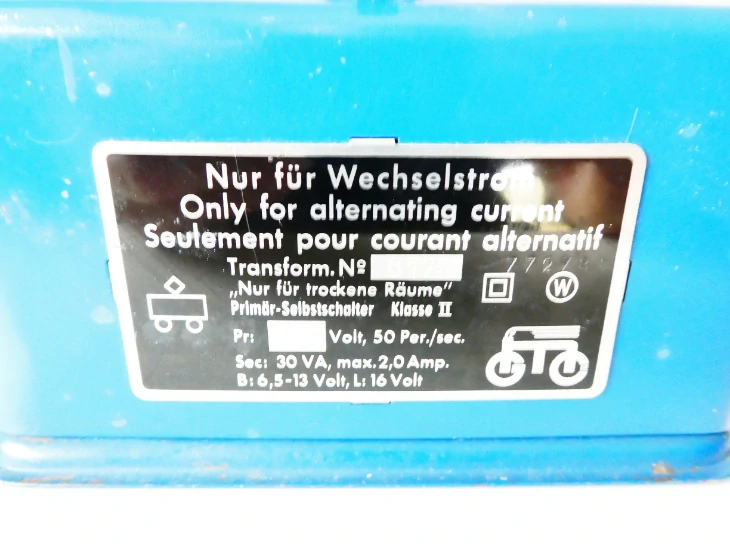 Nur für Wechselstrom
Only for alternating current
Seulement pour courant alternatif
Transform. Nº
„Nur für trockene Räume“
Primär-Selbstschalter Klasse II
W
Pr: Volt, 50 Per./sec.
Sec: 30 VA, max. 2,0 Amp.
B: 6,5-13 Volt, L: 16 Volt